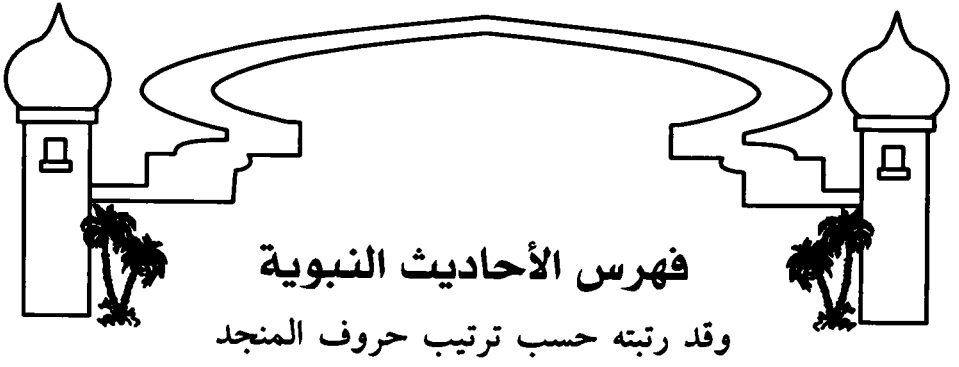 فهرس الأحاديث النبوية
وقد رتبته حسب ترتيب حروف المنجد